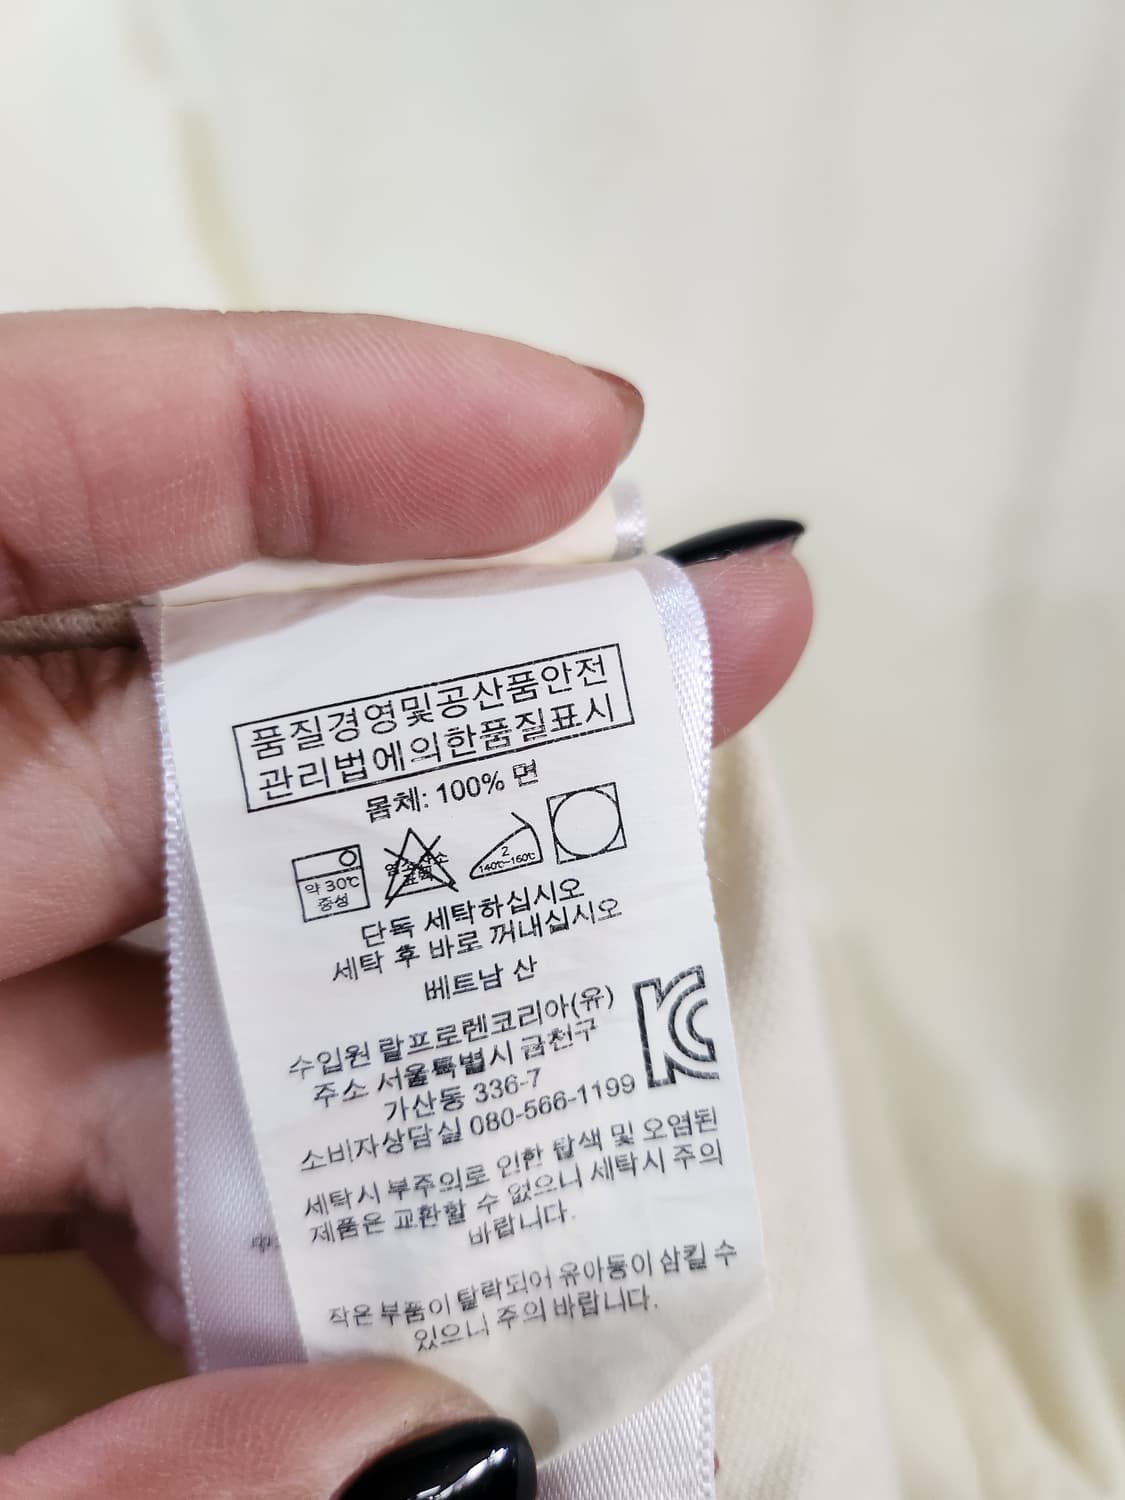 품질경영및공산품안전
관리법에의한품질표시
몸체: 100% 면
약 30℃
중성
염소산소
표백
2
140℃~160℃
단독 세탁하십시오
세탁 후 바로 꺼내십시오
베트남 산
수입원 랄프로렌코리아(유)
주소 서울특별시 금천구
가산동 336-7
소비자상담실 080-566-1199
세탁시 부주의로 인한 탈색 및 오염된
제품은 교환할 수 없으니 세탁시 주의
바랍니다.
작은 부품이 탈락되어 유아동이 삼킬 수
있으니 주의 바랍니다.